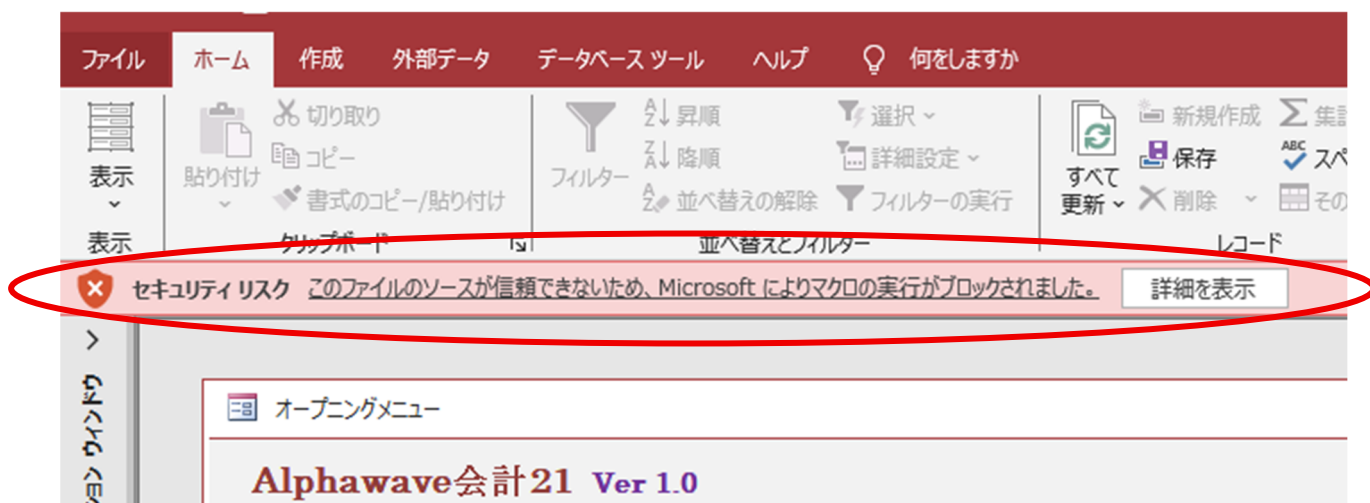 ファイル ホーム 作成 外部データ データベース ツール ヘルプ 何をしますか
切り取り 昇順 選択 新規作成 集計
コピー 降順 詳細設定 保存 ABC スペ
表示 貼り付け フィルター すべて
書式のコピー/貼り付け 並べ替えの解除 フィルターの実行 更新 削除 その
表示 クリップボード 並べ替えとフィルター レコード
セキュリティ リスク このファイルのソースが信頼できないため、Microsoft によりマクロの実行がブロックされました。 詳細を表示
ション ウィンドウ
オープニングメニュー
Alphawave会計21 Ver 1.0